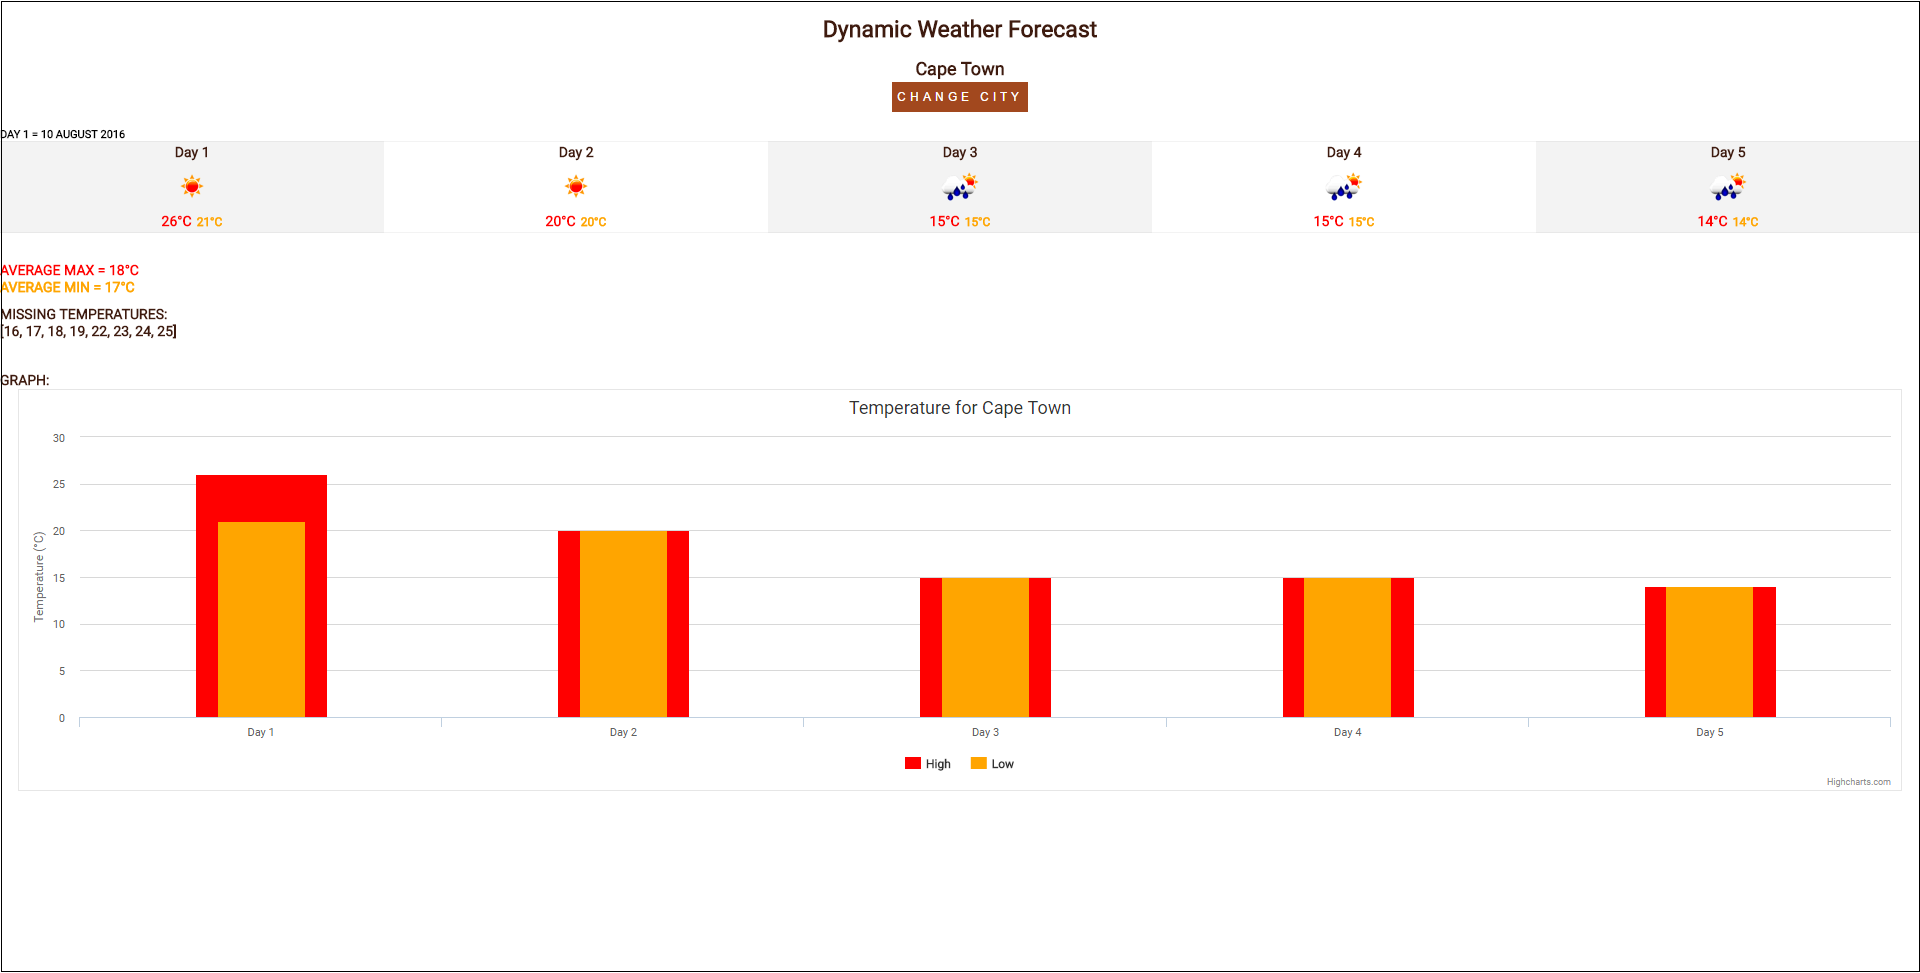 Dynamic Weather Forecast
Cape Town
CHANGE CITY
DAY 1 = 10 AUGUST 2016
Day 1 Day 2 Day 3 Day 4 Day 5
26°C 21°C 20°C 20°C 15°C 15°C 15°C 15°C 14°C 14°C
AVERAGE MAX = 18°C
AVERAGE MIN = 17°C
MISSING TEMPERATURES:
[16, 17, 18, 19, 22, 23, 24, 25]
GRAPH:
Temperature for Cape Town
Temperature (°C)
30
25
20
15
10
5
0
Day 1 Day 2 Day 3 Day 4 Day 5
High Low
Highcharts.com